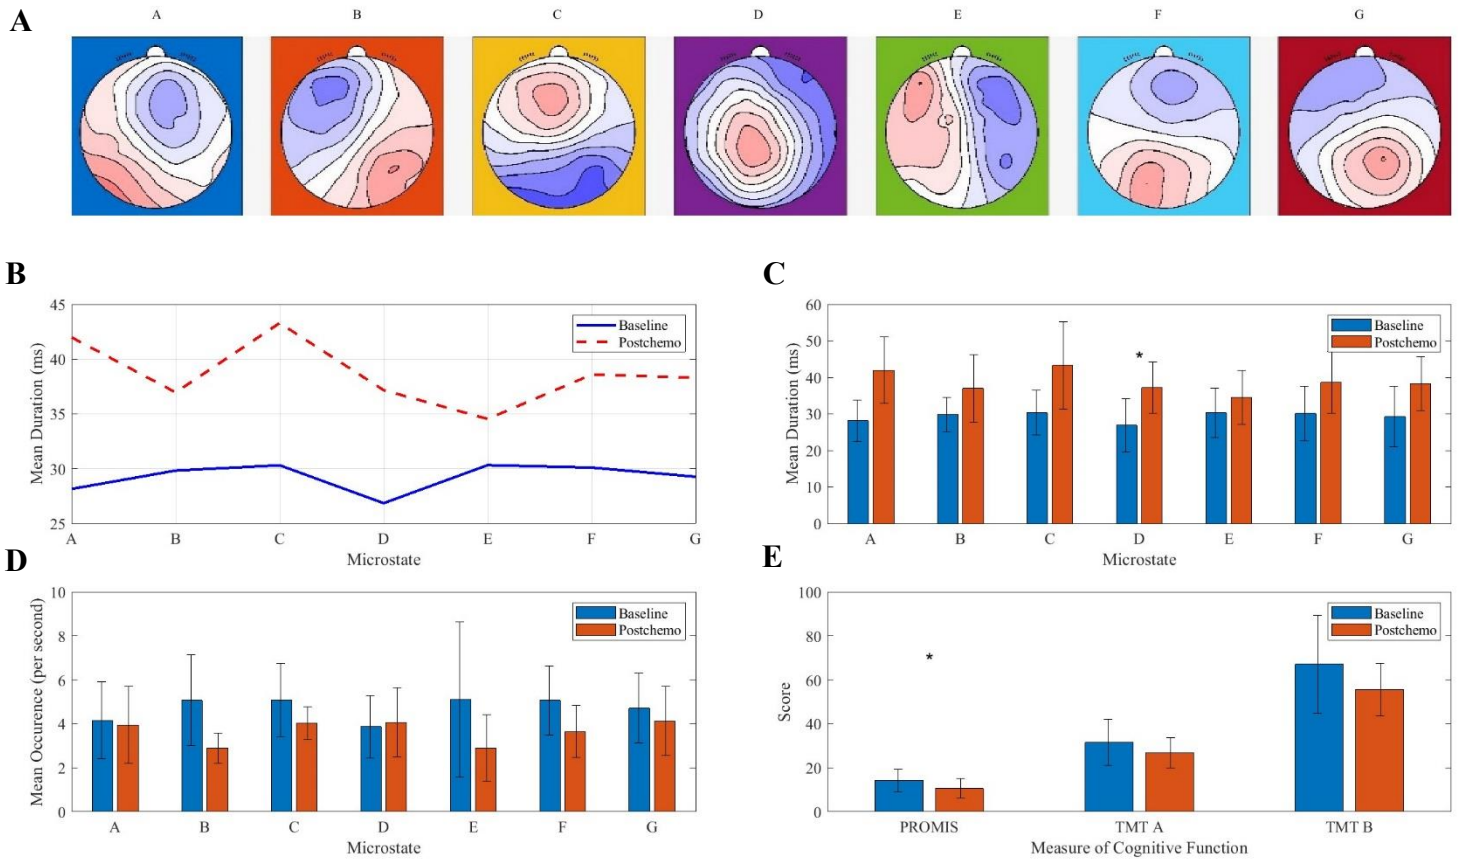 A
A B C D E F G
B
45
40
35
30
25
Mean Duration (ms)
Baseline
Postchemo
A B C D E F G
Microstate
C
60
50
40
30
20
10
0
Mean Duration (ms)
*
Baseline
Postchemo
A B C D E F G
Microstate
D
10
8
6
4
2
0
Mean Occurence (per second)
Baseline
Postchemo
A B C D E F G
Microstate
E
100
80
60
40
20
0
Score
*
Baseline
Postchemo
PROMIS TMT A TMT B
Measure of Cognitive Function